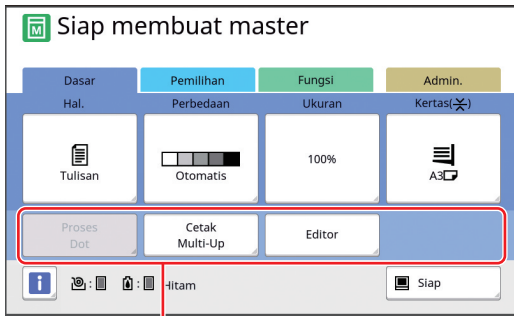 Siap membuat master
Dasar Pemilihan Fungsi Admin.
Hal. Perbedaan Ukuran Kertas( )
Tulisan Otomatis 100% A3
Proses
Dot
Cetak
Multi-Up
Editor
: : Hitam Siap